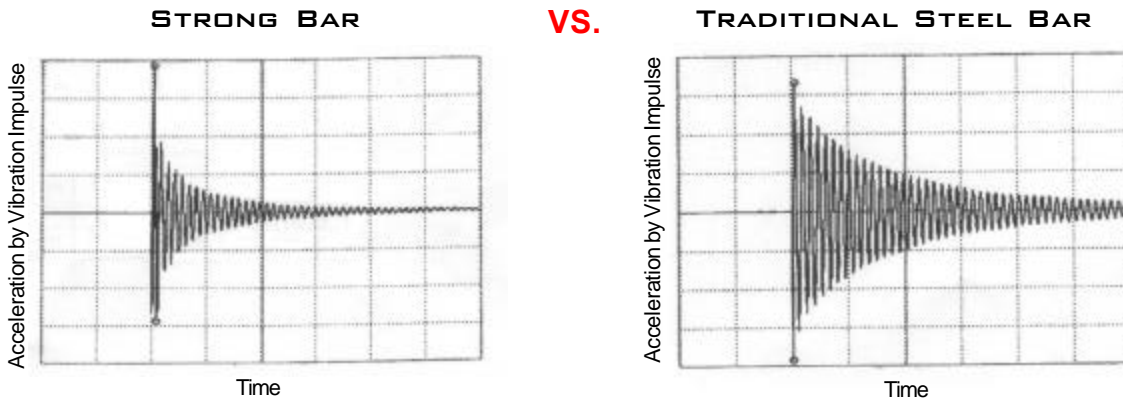 STRONG BAR VS. TRADITIONAL STEEL BAR
Acceleration by Vibration Impulse
Time
Acceleration by Vibration Impulse
Time